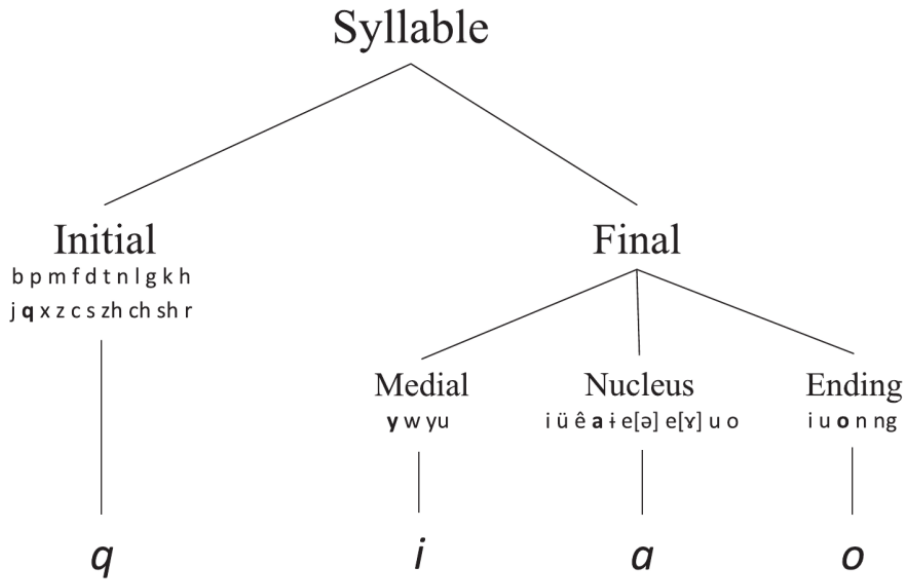 Syllable
Initial
b p m f d t n l g k h
j q x z c s zh ch sh r
Final
Medial
y w yu
Nucleus
i ü ê a ɨ e[ə] e[ɤ] u o
Ending
i u o n ng
q i a o